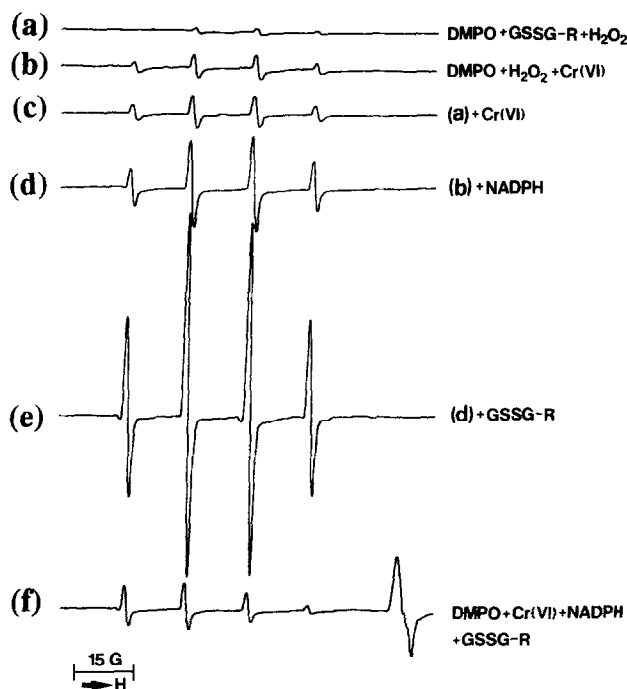 (a) DMPO+GSSG-R+H₂O₂
(b) DMPO+H₂O₂+Cr(VI)
(c) (a)+Cr(VI)
(d) (b)+NADPH
(e) (d)+GSSG-R
(f) DMPO+Cr(VI)+NADPH
+GSSG-R
15 G
H